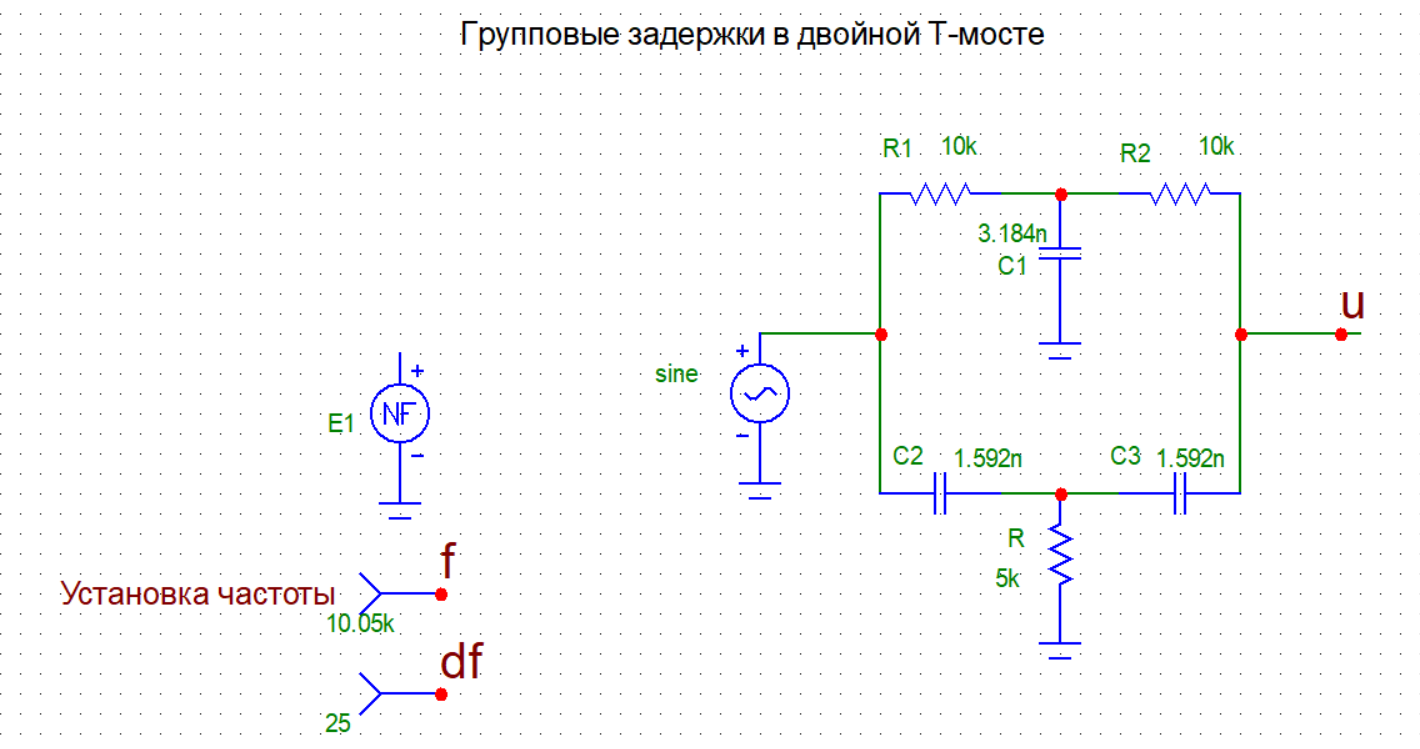 Групповые задержки в двойной Т-мосте
R1 10k
R2 10k
3.184n
C1
u
sine
+
-
+
E1 NF
-
C2 1.592n
C3 1.592n
R
5k
f
Установка частоты
10.05k
df
25